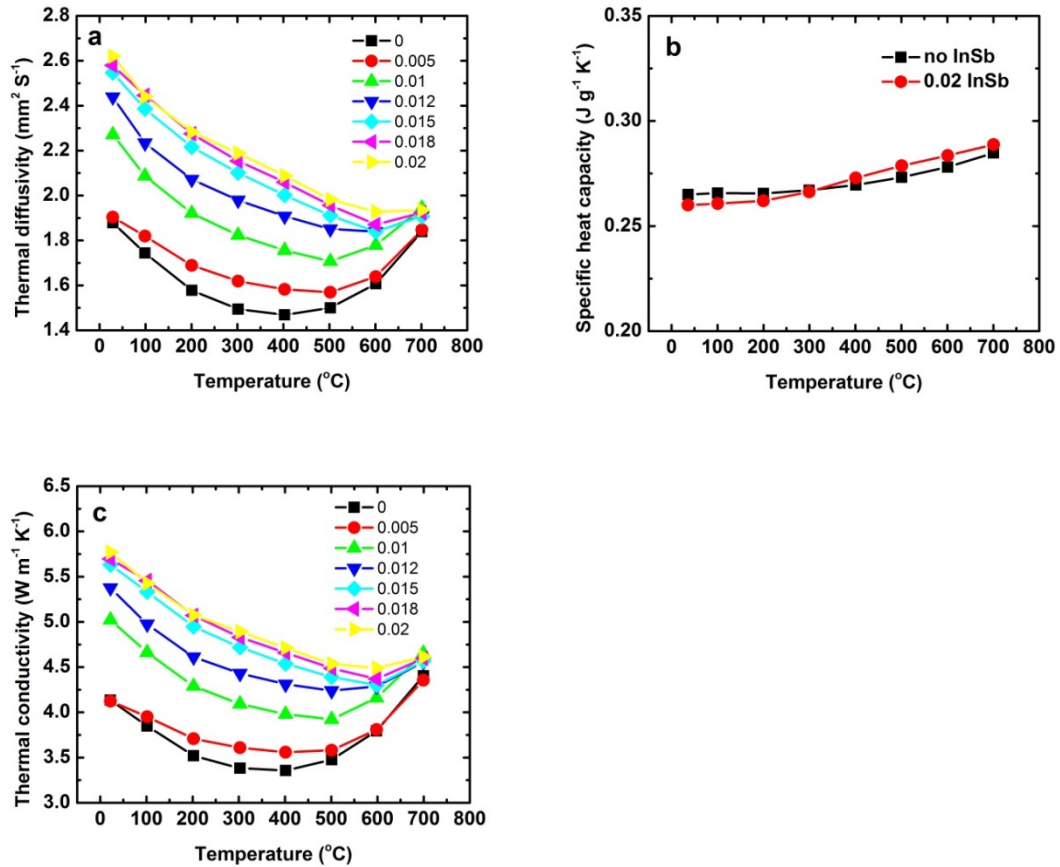 a
0
0.005
0.01
0.012
0.015
0.018
0.02
2.8
2.6
2.4
2.2
2.0
1.8
1.6
1.4
Thermal diffusivity (mm² S⁻¹)
0 100 200 300 400 500 600 700 800
Temperature (°C)
b
no InSb
0.02 InSb
0.35
0.30
0.25
0.20
Specific heat capacity (J g⁻¹ K⁻¹)
0 100 200 300 400 500 600 700 800
Temperature (°C)
c
0
0.005
0.01
0.012
0.015
0.018
0.02
6.5
6.0
5.5
5.0
4.5
4.0
3.5
3.0
Thermal conductivity (W m⁻¹ K⁻¹)
0 100 200 300 400 500 600 700 800
Temperature (°C)